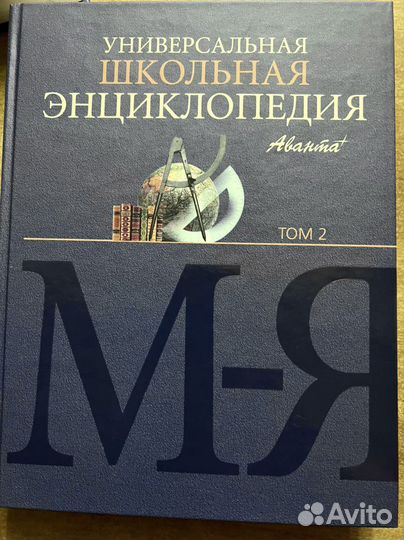 УНИВЕРСАЛЬНАЯ
ШКОЛЬНАЯ
ЭНЦИКЛОПЕДИЯ
Аванта+
ТОМ 2
М-Я
Avito